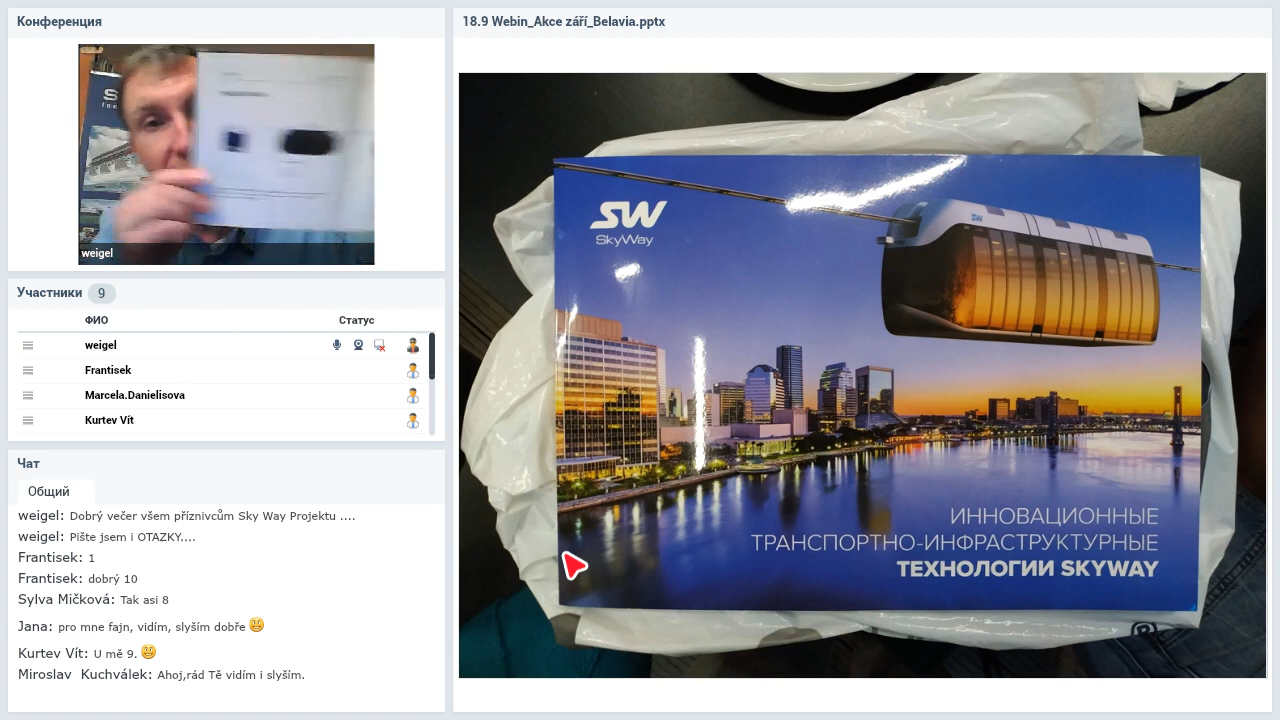 Конференция
weigel
Участники 9
ФИО Статус
weigel
Frantisek
Marcela.Danielisova
Kurtev Vít
Чат
Общий
weigel: Dobrý večer všem příznivcům Sky Way Projektu ....
weigel: Pište jsem i OTAZKY....
Frantisek: 1
Frantisek: dobrý 10
Sylva Mičková: Tak asi 8
Jana: pro mne fajn, vidím, slyším dobře
Kurtev Vít: U mě 9.
Miroslav Kuchválek: Ahoj,rád Tě vidím i slyším.
18.9 Webin_Akce září_Belavia.pptx
SW
SkyWay
SW
ИННОВАЦИОННЫЕ
ТРАНСПОРТНО-ИНФРАСТРУКТУРНЫЕ
ТЕХНОЛОГИИ SKYWAY